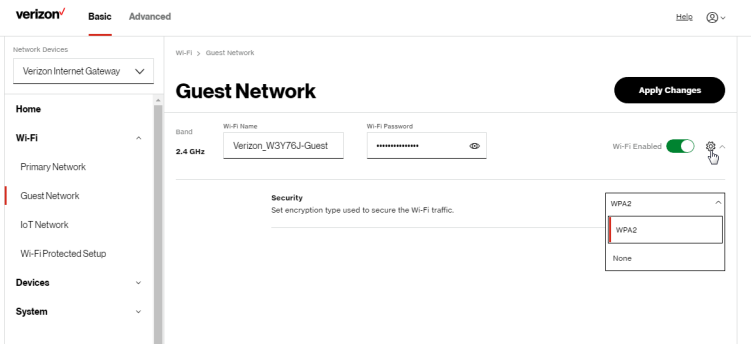 verizon
Basic
Advanced
Help
Network Devices
Verizon Internet Gateway
Home
Wi-Fi
Primary Network
Guest Network
IoT Network
Wi-Fi Protected Setup
Devices
System
Wi-Fi > Guest Network
Guest Network
Apply Changes
Band
2.4 GHz
Wi-Fi Name
Verizon_W3Y76J-Guest
Wi-Fi Password
•••••••••••••••
Wi-Fi Enabled
Security
Set encryption type used to secure the Wi-Fi traffic.
WPA2
WPA2
None